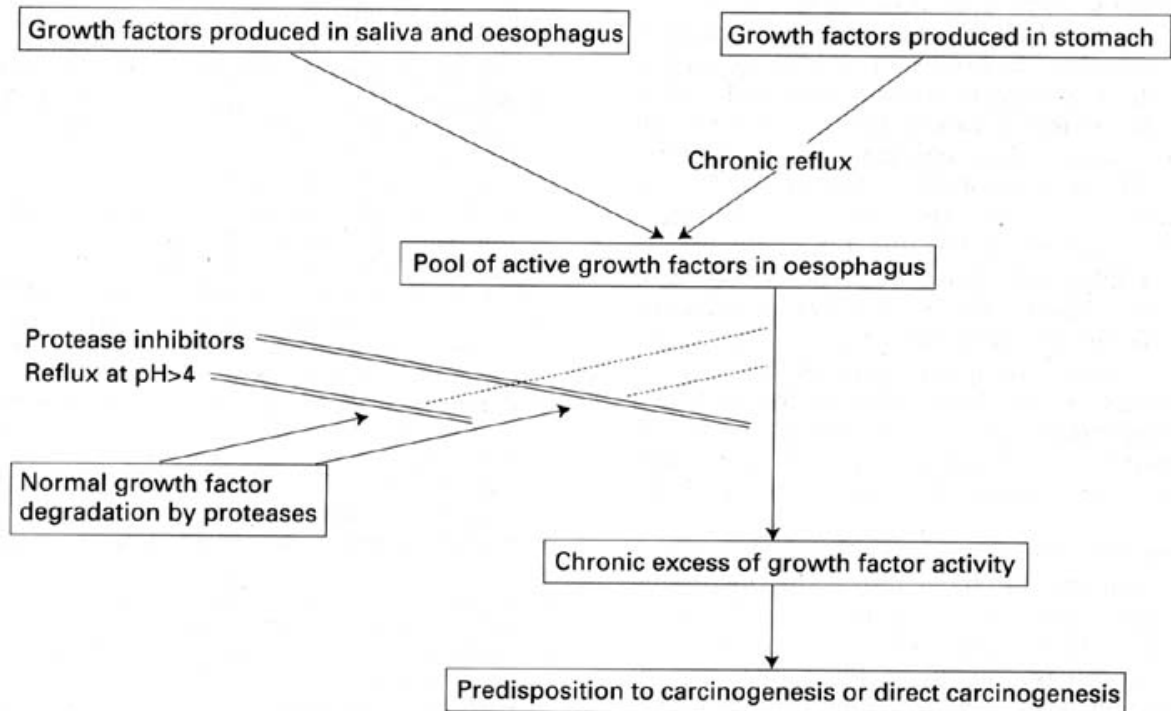 Growth factors produced in saliva and oesophagus
Growth factors produced in stomach
Chronic reflux
Pool of active growth factors in oesophagus
Protease inhibitors
Reflux at pH>4
Normal growth factor
degradation by proteases
Chronic excess of growth factor activity
Predisposition to carcinogenesis or direct carcinogenesis